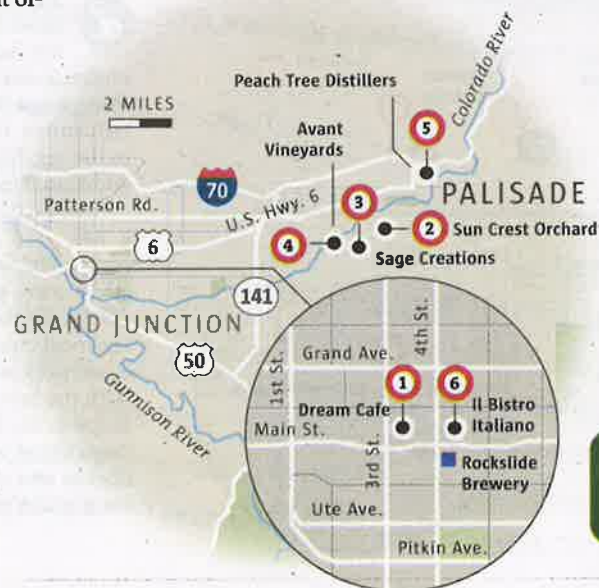 Colorado River
Peach Tree Distillers
2 MILES
Avant
Vineyards
5
70
PALISADE
Patterson Rd.
U.S. Hwy. 6
3
2
Sun Crest Orchard
4
6
Sage Creations
141
GRAND JUNCTION
50
Gunnison River
4th St.
1st St.
Grand Ave.
1
6
Dream Cafe
Il Bistro
Italiano
Main St.
3rd St.
Rockslide
Brewery
Ute Ave.
Pitkin Ave.